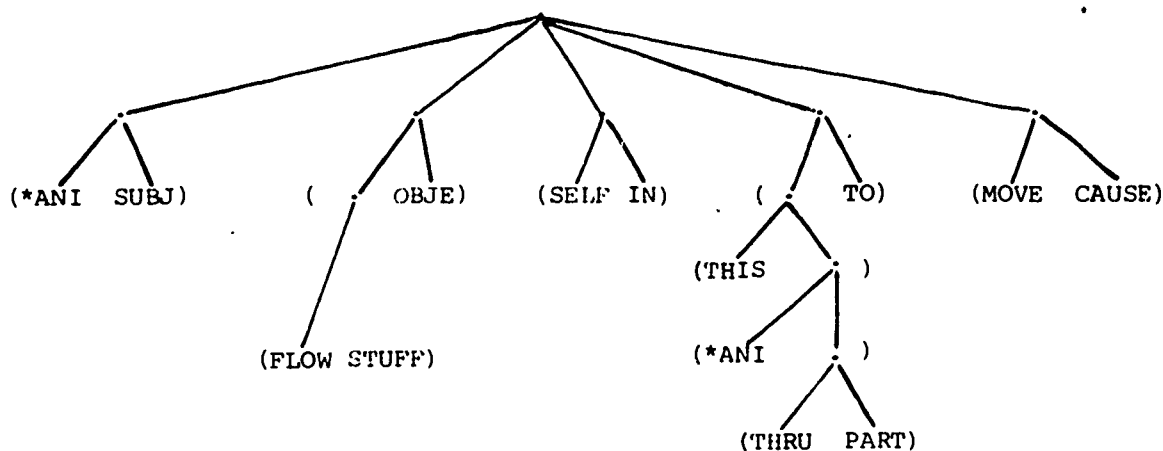 (*ANI SUBJ) ( OBJE) (SELF IN) ( TO) (MOVE CAUSE)
(THIS )
(FLOW STUFF) (*ANI )
(THRU PART)